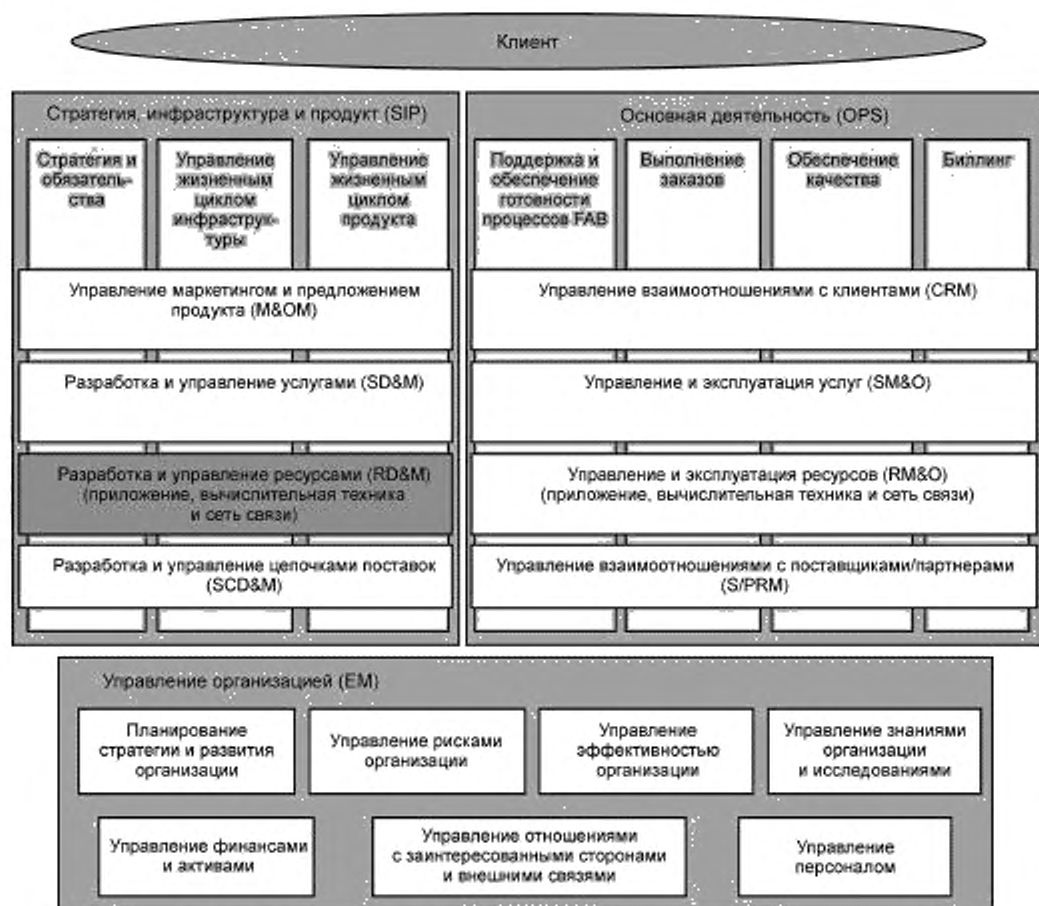 Клиент
Стратегия, инфраструктура и продукт (SIP)
Стратегия и
обязатель-
ства
Управление
жизненным
циклом
инфраструк-
туры
Управление
жизненным
циклом
продукта
Управление маркетингом и предложением
продукта (M&OM)
Разработка и управление услугами (SD&M)
Разработка и управление ресурсами (RD&M)
(приложение, вычислительная техника
и сеть связи)
Разработка и управление цепочками поставок
(SCD&M)
Основная деятельность (OPS)
Поддержка и
обеспечение
готовности
процессов FAB
Выполнение
заказов
Обеспечение
качества
Биллинг
Управление взаимоотношениями с клиентами (CRM)
Управление и эксплуатация услуг (SM&O)
Управление и эксплуатация ресурсов (RM&O)
(приложение, вычислительная техника и сеть связи)
Управление взаимоотношениями с поставщиками/партнерами
(S/PRM)
Управление организацией (EM)
Планирование
стратегии и развития
организации
Управление рисками
организации
Управление
эффективностью
организации
Управление знаниями
организации
и исследованиями
Управление финансами
и активами
Управление отношениями
с заинтересованными сторонами
и внешними связями
Управление
персоналом